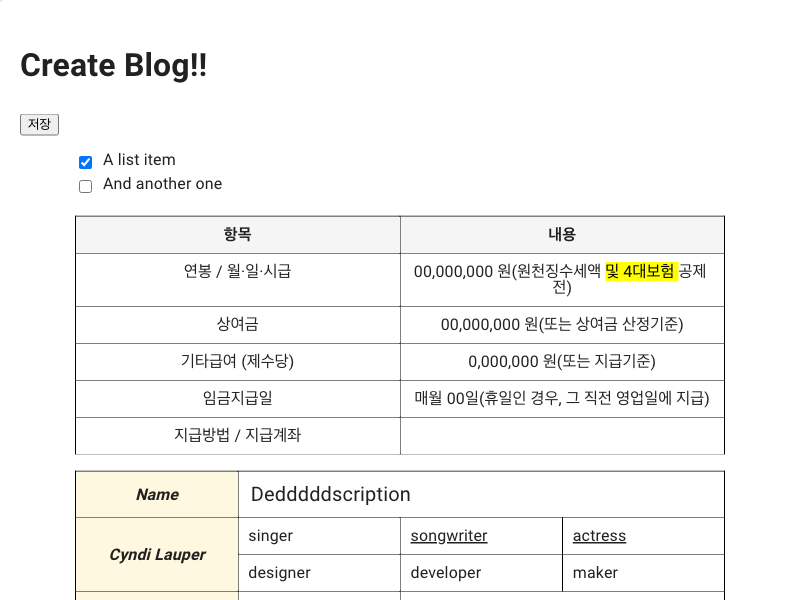 Create Blog!!
저장
A list item
And another one
항목 내용
연봉 / 월·일·시급 00,000,000 원(원천징수세액 및 4대보험 공제
전)
상여금 00,000,000 원(또는 상여금 산정기준)
기타급여 (제수당) 0,000,000 원(또는 지급기준)
임금지급일 매월 00일(휴일인 경우, 그 직전 영업일에 지급)
지급방법 / 지급계좌
Name Dedddddscription
Cyndi Lauper singer songwriter actress
designer developer maker